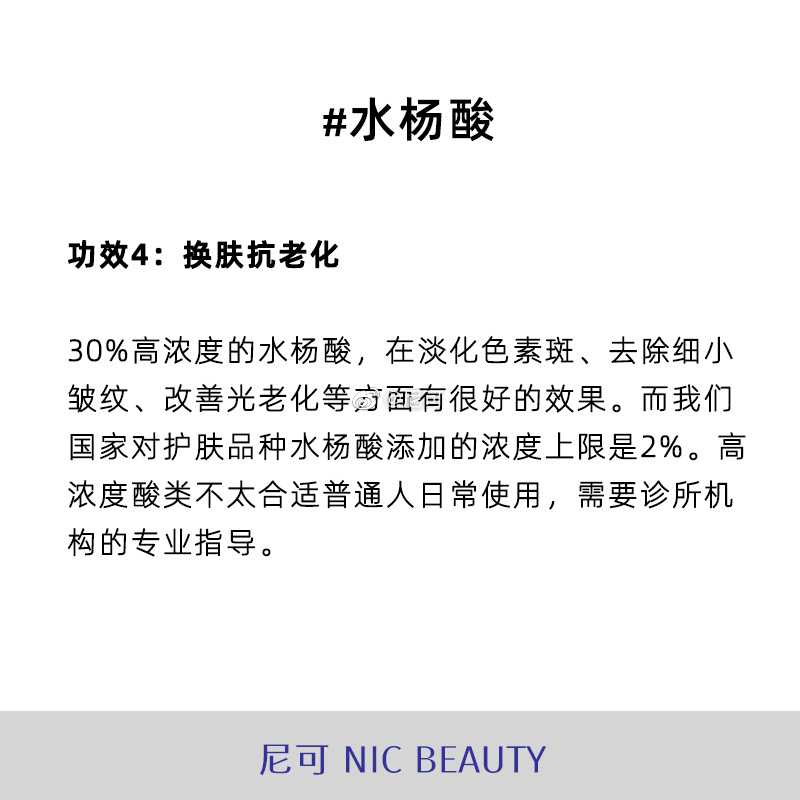 #水杨酸
功效4：换肤抗老化
30%高浓度的水杨酸，在淡化色素斑、去除细小
皱纹、改善光老化等方面有很好的效果。而我们
国家对护肤品种水杨酸添加的浓度上限是2%。高
浓度酸类不太合适普通人日常使用，需要诊所机
构的专业指导。
尼可 NIC BEAUTY